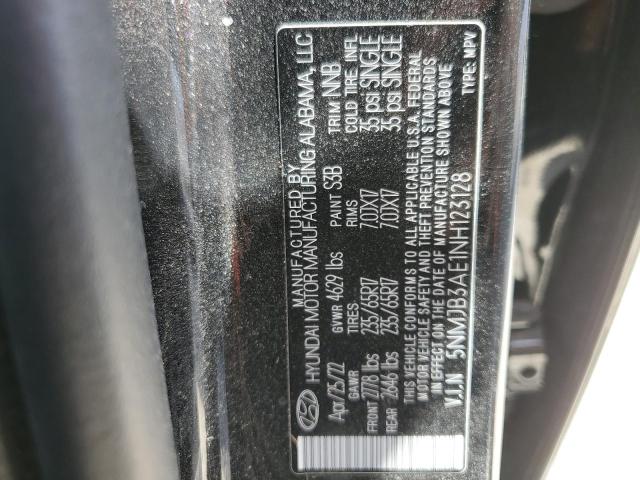 MANUFACTURED BY
HYUNDAI MOTOR MANUFACTURING ALABAMA, LLC
Apr/25/22 GVWR 4629 lbs PAINT S3B TRIM NNB
GAWR TIRES RIMS COLD TIRE. NFL
FRONT 2778 lbs 235/65R17 7.0JX17 35 psi SINGLE
REAR 2646 lbs 235/65R17 7.0JX17 35 psi SINGLE
THIS VEHICLE CONFORMS TO ALL APPLICABLE U.S.A. FEDERAL
MOTOR VEHICLE SAFETY AND THEFT PREVENTION STANDARDS
IN EFFECT ON THE DATE OF MANUFACTURE SHOWN ABOVE
V.I.N 5NMJB3AE1NH123128 TYPE: MPV